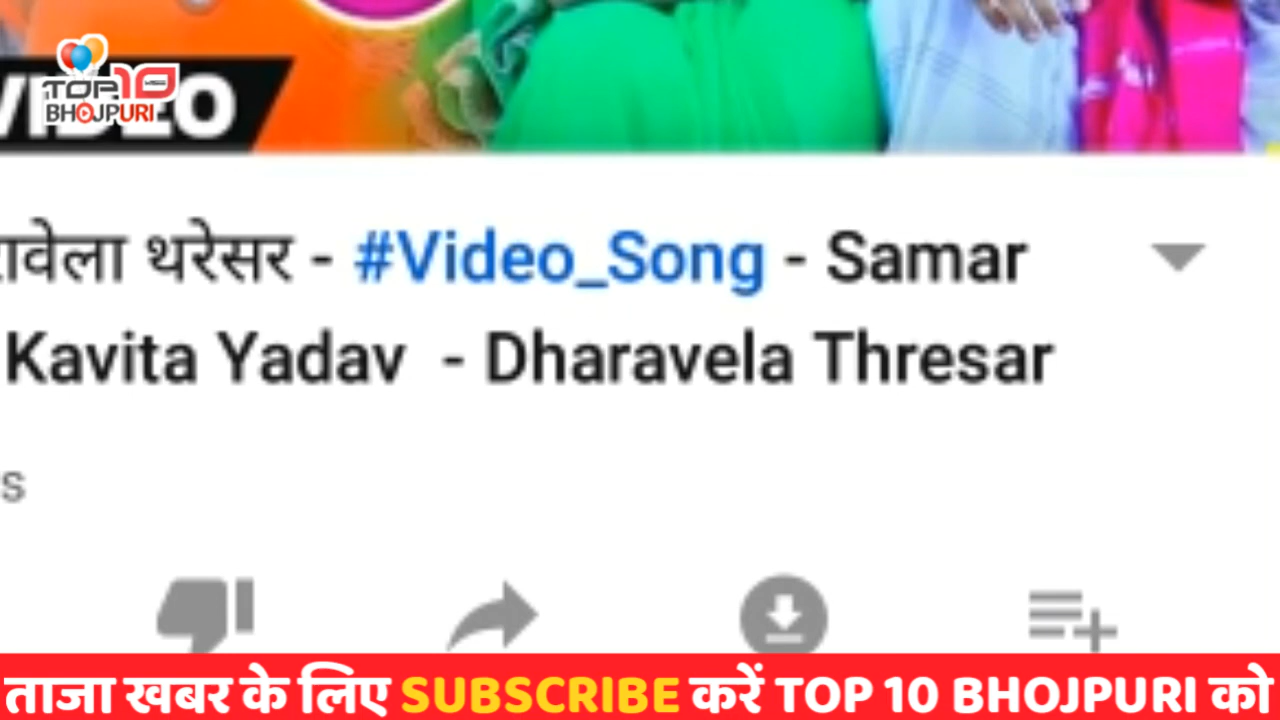 VIDEO
TOP10
BHOJPURI
थरेसर - #Video_Song - Samar
Kavita Yadav - Dharavela Thresar
ताजा खबर के लिए SUBSCRIBE करें TOP 10 BHOJPURI को